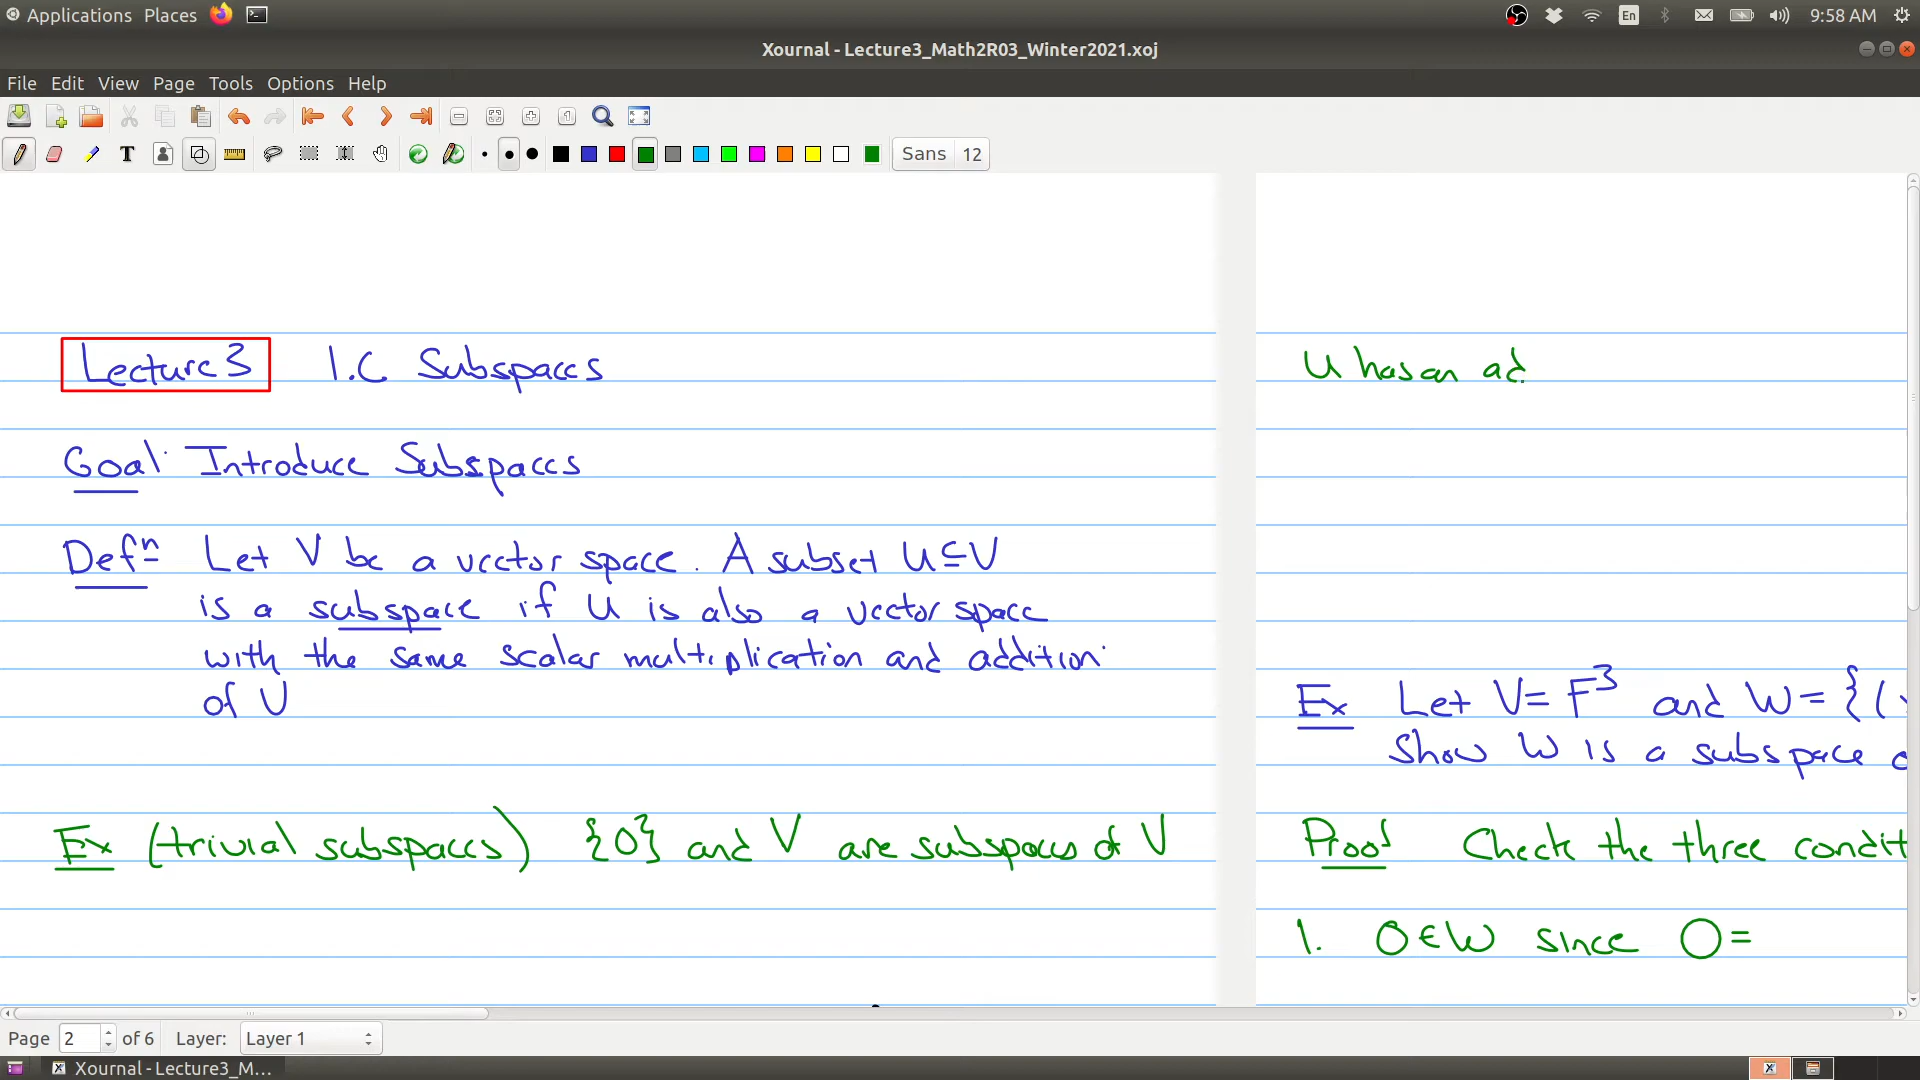 Applications Places En 9:58 AM
Xournal - Lecture3_Math2R03_Winter2021.xoj
File Edit View Page Tools Options Help
T Sans 12
Lecture 3 1.C Subspaces
Goal: Introduce Subspaces
Defn Let V be a vector space. A subset U⊆V
is a subspace if U is also a vector space
with the same scalar multiplication and addition
of V
Ex (trivial subspaces) {0} and V are subspaces of V
U has an ad
Ex Let V = F³ and W = {(
Show W is a subspace o
Proof Check the three condit
1. 0∈W since 0=
Page 2 of 6 Layer: Layer 1
Xournal - Lecture3_M...